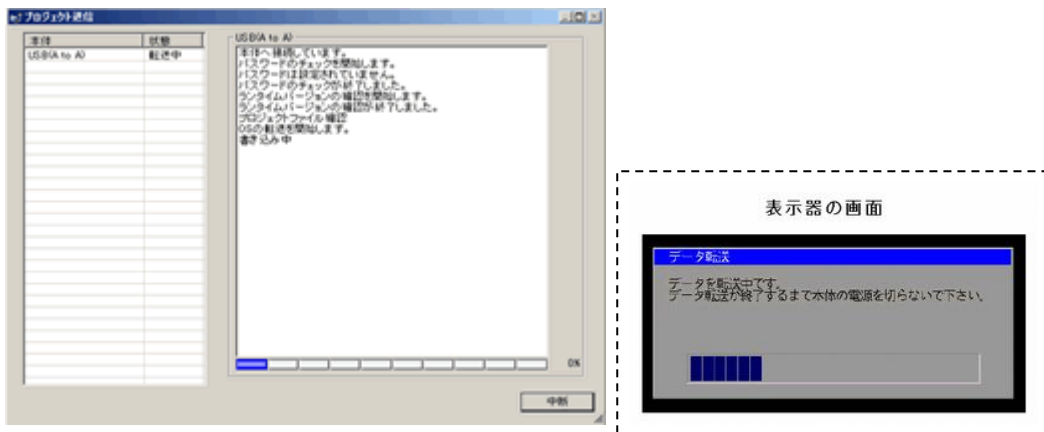 プロジェクト送信
本体 状態
USB(A to A) 転送中
USB(A to A)
本体へ接続しています。
パスワードのチェックを開始します。
パスワードは設定されていません。
パスワードのチェックが終了しました。
ランタイムバージョンの確認を開始します。
ランタイムバージョンの確認が終了しました。
プロジェクトファイル確認
OSの転送を開始します。
書き込み中
0%
中断
表示器の画面
データ転送
データを転送中です。
データ転送が終了するまで本体の電源を切らないで下さい。